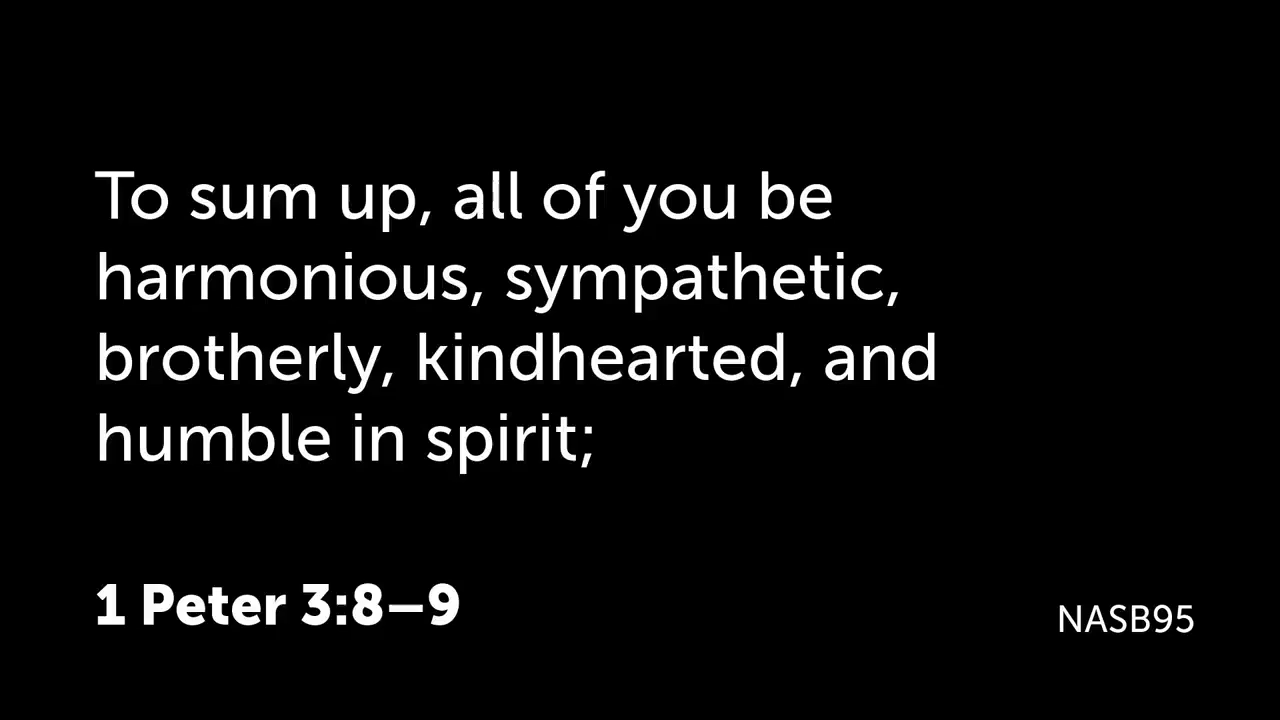 To sum up, all of you be
harmonious, sympathetic,
brotherly, kindhearted, and
humble in spirit;
1 Peter 3:8–9
NASB95